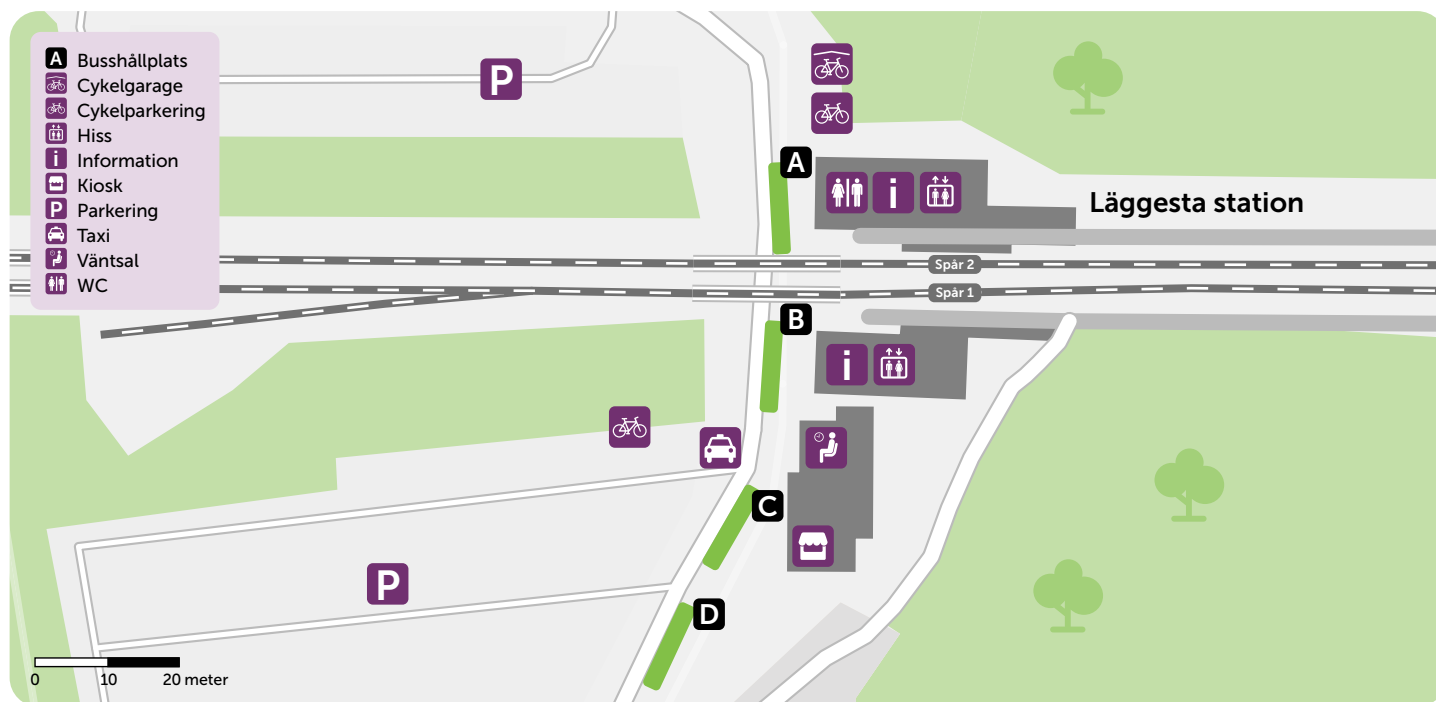 A Busshållplats
Cykelgarage
Cykelparkering
Hiss
i Information
Kiosk
P Parkering
Taxi
Väntsal
WC
P
A
i
Läggesta station
Spår 2
Spår 1
B
i
C
P
D
0 10 20 meter